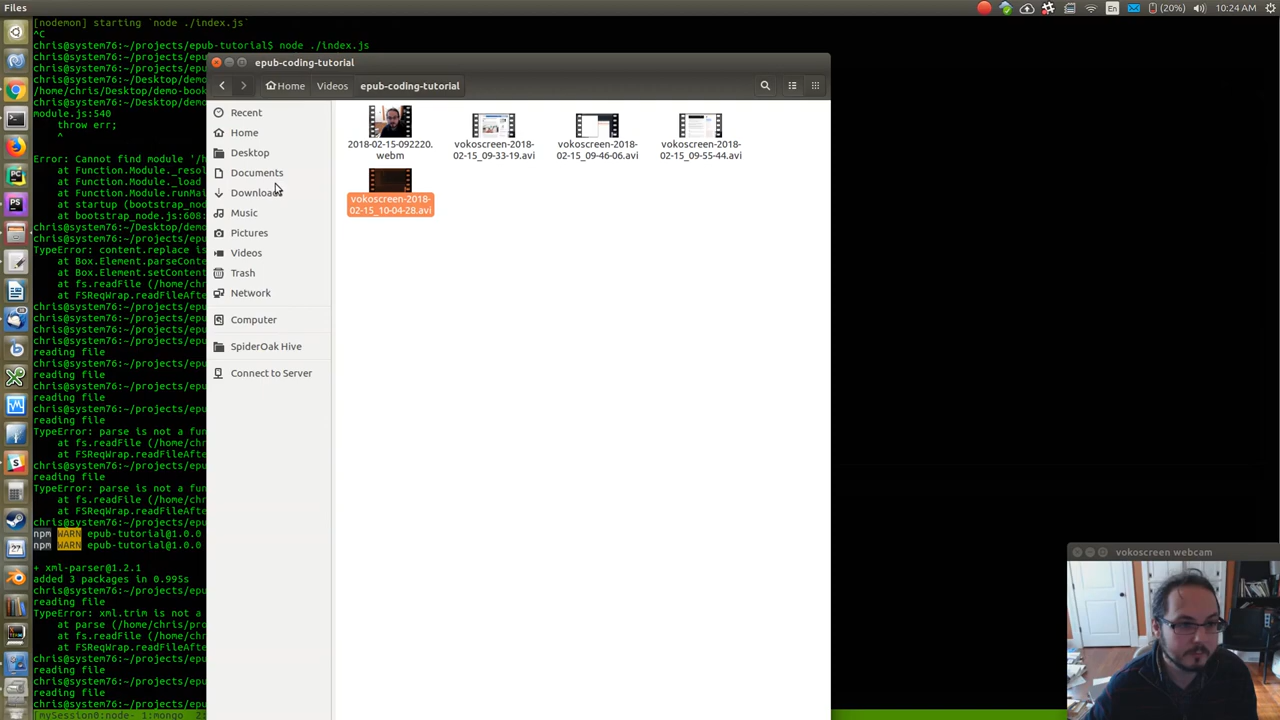 Files
En
(20%)
10:24 AM
[nodemon] starting `node ./index.js`
^C
chris@system76:~/projects/epub-tutorial$ node ./index.js
chris@system76:~/projects/epu
chris@system76:~/projects/epu
chris@system76:~/Desktop/demo
/home/chris/Desktop/demo-book
chris@system76:~/Desktop/demo
module.js:540
throw err;
^
Error: Cannot find module '/h
at Function.Module._resol
at Function.Module._load
at Function.Module.runMai
at startup (bootstrap_nod
at bootstrap_node.js:608:
chris@system76:~/Desktop/demo
chris@system76:~/projects/epu
TypeError: content.replace is
at Box.Element.parseConte
at Box.Element.setContent
at fs.readFile (/home/chr
at FSReqWrap.readFileAfte
chris@system76:~/projects/epu
chris@system76:~/projects/epu
chris@system76:~/projects/epu
chris@system76:~/projects/epu
reading file
chris@system76:~/projects/epu
reading file
chris@system76:~/projects/epu
reading file
chris@system76:~/projects/epu
reading file
TypeError: parse is not a fun
at fs.readFile (/home/chr
at FSReqWrap.readFileAfte
chris@system76:~/projects/epu
reading file
TypeError: parse is not a fun
at fs.readFile (/home/chr
at FSReqWrap.readFileAfte
chris@system76:~/projects/epu
npm WARN epub-tutorial@1.0.0
npm WARN epub-tutorial@1.0.0
+ xml-parser@1.2.1
added 3 packages in 0.995s
reading file
TypeError: xml.trim is not a
at parse (/home/chris/pro
at fs.readFile (/home/chr
at FSReqWrap.readFileAfte
chris@system76:~/projects/epu
reading file
chris@system76:~/projects/epu
reading file
chris@system76:~/projects/epu
[mySession0:node- 1:mongo 2:
epub-coding-tutorial
Home
Videos
epub-coding-tutorial
Recent
Home
Desktop
Documents
Downloads
Music
Pictures
Videos
Trash
Network
Computer
SpiderOak Hive
Connect to Server
2018-02-15-092220.
webm
vokoscreen-2018-
02-15_09-33-19.avi
vokoscreen-2018-
02-15_09-46-06.avi
vokoscreen-2018-
02-15_09-55-44.avi
vokoscreen-2018-
02-15_10-04-28.avi
vokoscreen webcam